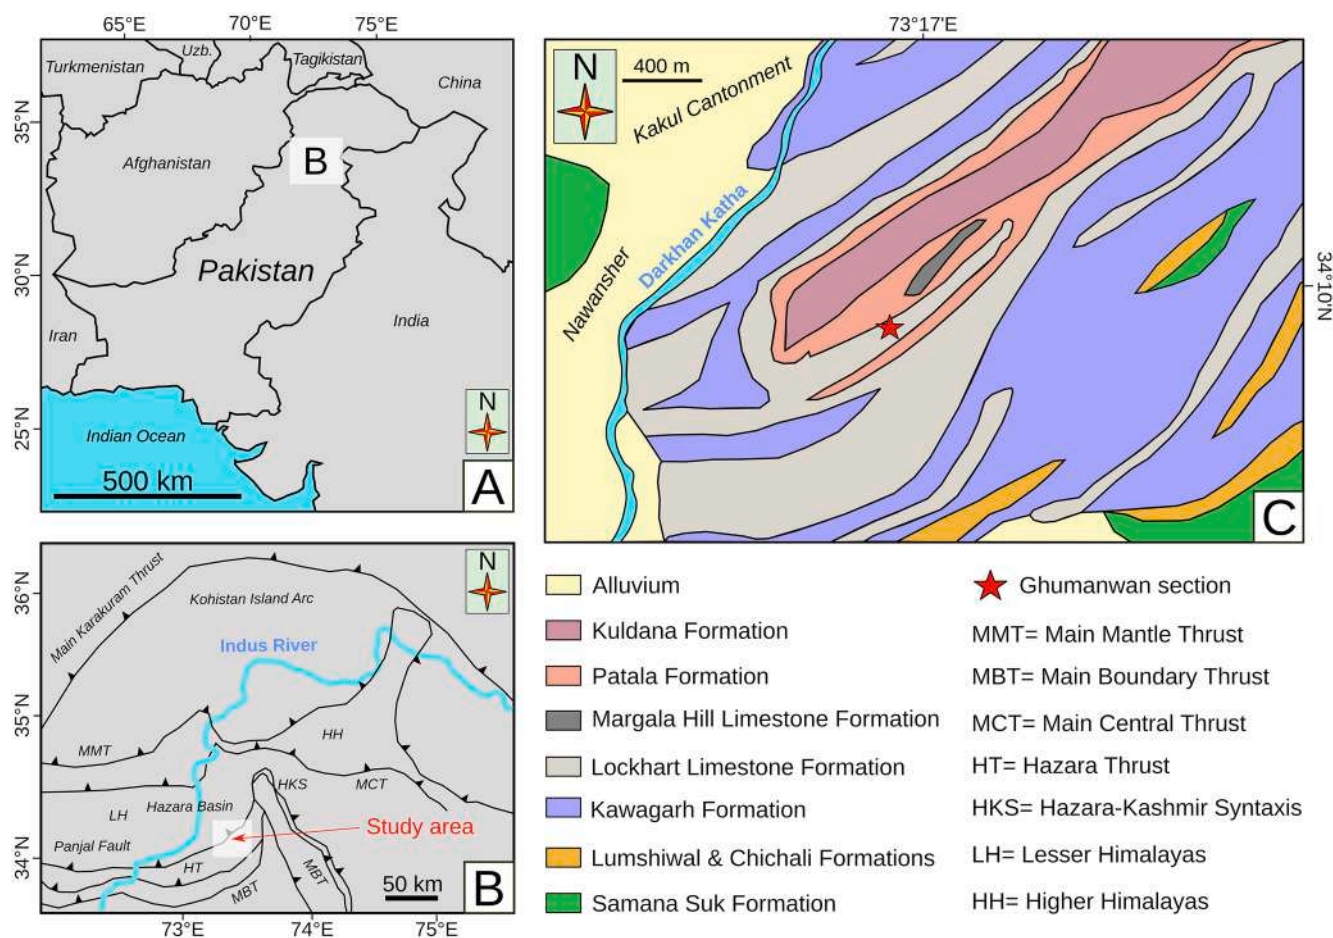 65°E 70°E 75°E
35°N
30°N
25°N
Turkmenistan
Uzb.
Tagikistan
China
Afghanistan
B
Pakistan
Iran
India
Indian Ocean
500 km
N
A
73°17'E
34°10'N
N
400 m
Kakul Cantonment
Darkhan Katha
Nawansher
C
36°N
35°N
34°N
Main Karakuram Thrust
Kohistan Island Arc
N
Indus River
HH
MMT
HKS
MCT
LH
Hazara Basin
Study area
Panjal Fault
HT
MBT
MBT
50 km
B
73°E 74°E 75°E
Alluvium
Kuldana Formation
Patala Formation
Margala Hill Limestone Formation
Lockhart Limestone Formation
Kawagarh Formation
Lumshiwal & Chichali Formations
Samana Suk Formation
Ghumanwan section
MMT= Main Mantle Thrust
MBT= Main Boundary Thrust
MCT= Main Central Thrust
HT= Hazara Thrust
HKS= Hazara-Kashmir Syntaxis
LH= Lesser Himalayas
HH= Higher Himalayas